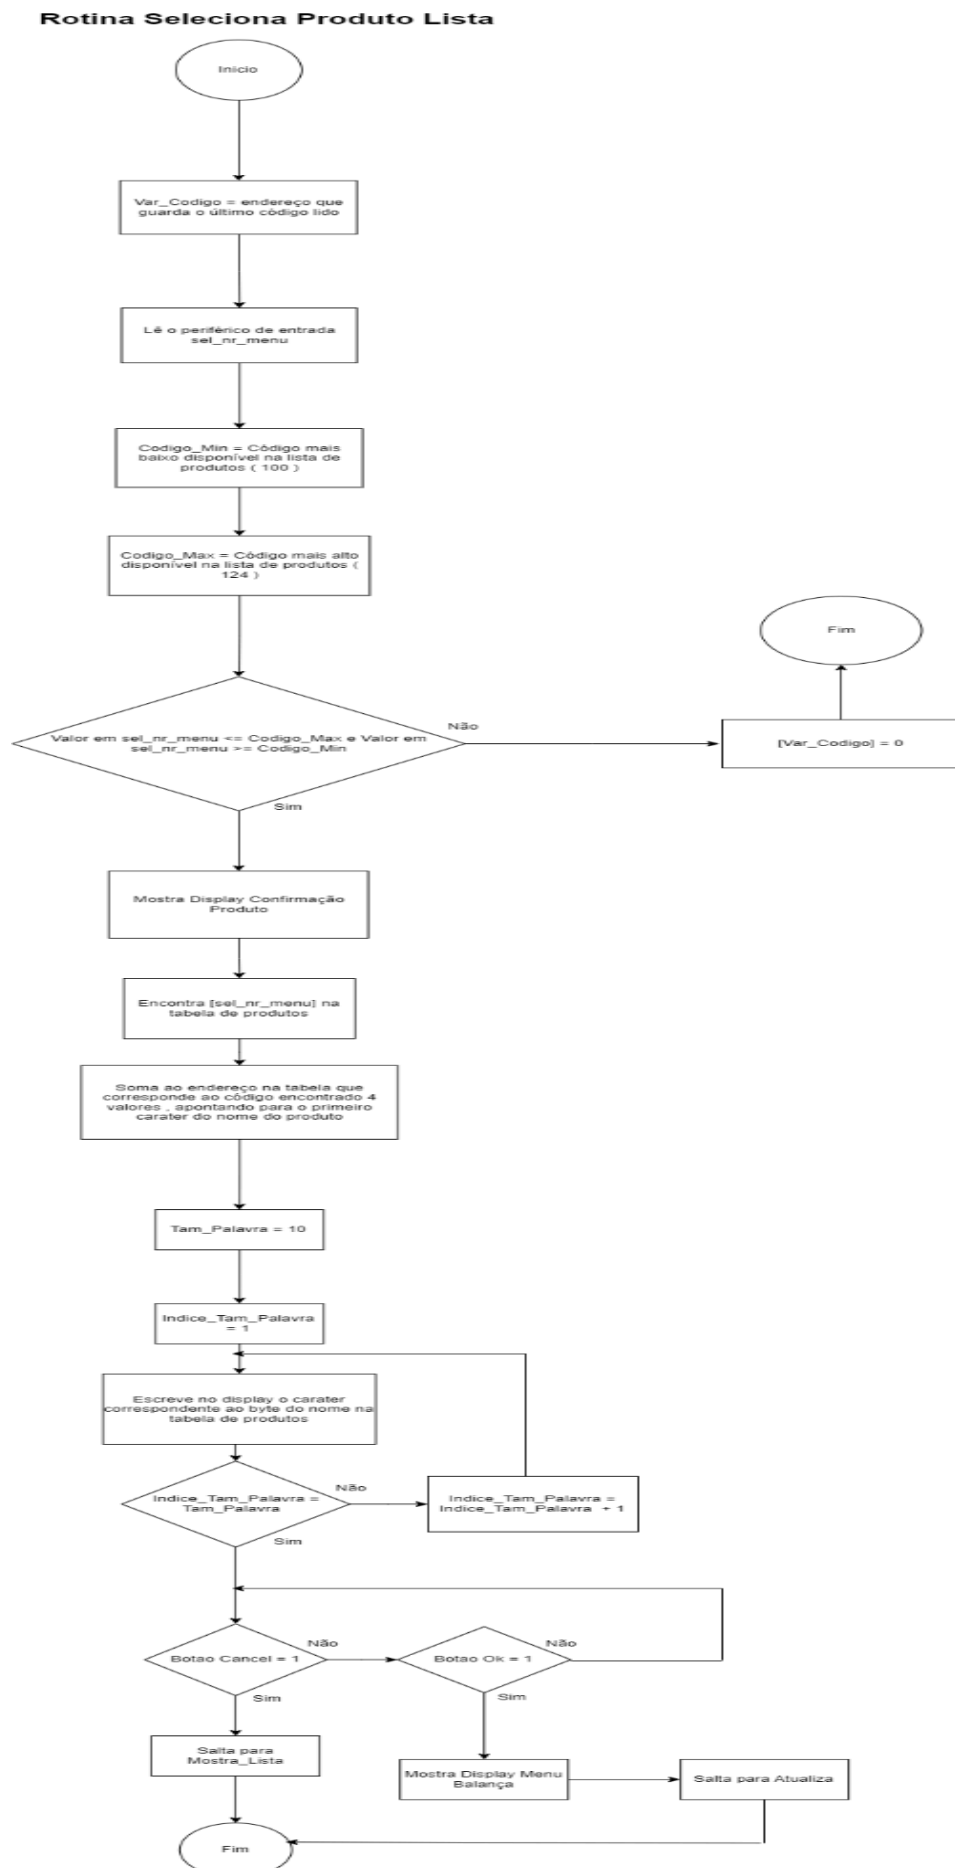 Rotina Seleciona Produto Lista
Inicio
Var_Codigo = endereço que
guarda o último código lido
Lê o periférico de entrada
sel_nr_menu
Codigo_Min = Código mais
baixo disponível na lista de
produtos ( 100 )
Codigo_Max = Código mais alto
disponível na lista de produtos (
124 )
Fim
Valor em sel_nr_menu <= Codigo_Max e Valor em
sel_nr_menu >= Codigo_Min
Não
[Var_Codigo] = 0
Sim
Mostra Display Confirmação
Produto
Encontra [sel_nr_menu] na
tabela de produtos
Soma ao endereço na tabela que
corresponde ao código encontrado 4
valores , apontando para o primeiro
carater do nome do produto
Tam_Palavra = 10
Indice_Tam_Palavra
= 1
Escreve no display o carater
correspondente ao byte do nome na
tabela de produtos
Indice_Tam_Palavra =
Tam_Palavra
Não
Indice_Tam_Palavra =
Indice_Tam_Palavra + 1
Sim
Botao Cancel = 1
Não
Botao Ok = 1
Não
Sim
Sim
Salta para
Mostra_Lista
Mostra Display Menu
Balança
Salta para Atualiza
Fim